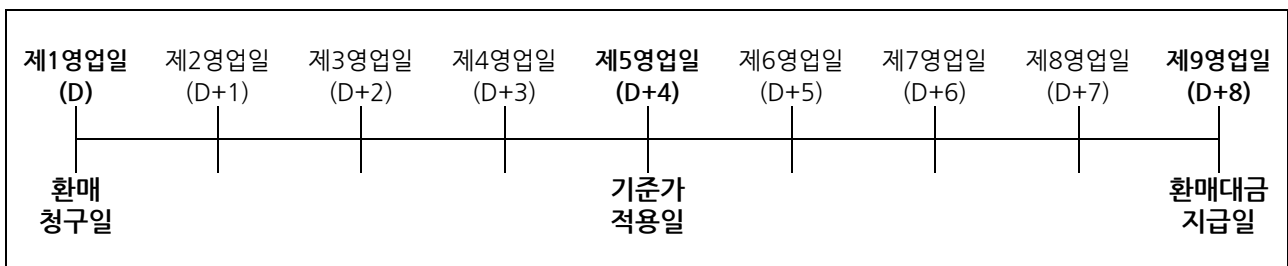 제1영업일 제2영업일 제3영업일 제4영업일 제5영업일 제6영업일 제7영업일 제8영업일 제9영업일
(D) (D+1) (D+2) (D+3) (D+4) (D+5) (D+6) (D+7) (D+8)
환매 기준가 환매대금
청구일 적용일 지급일